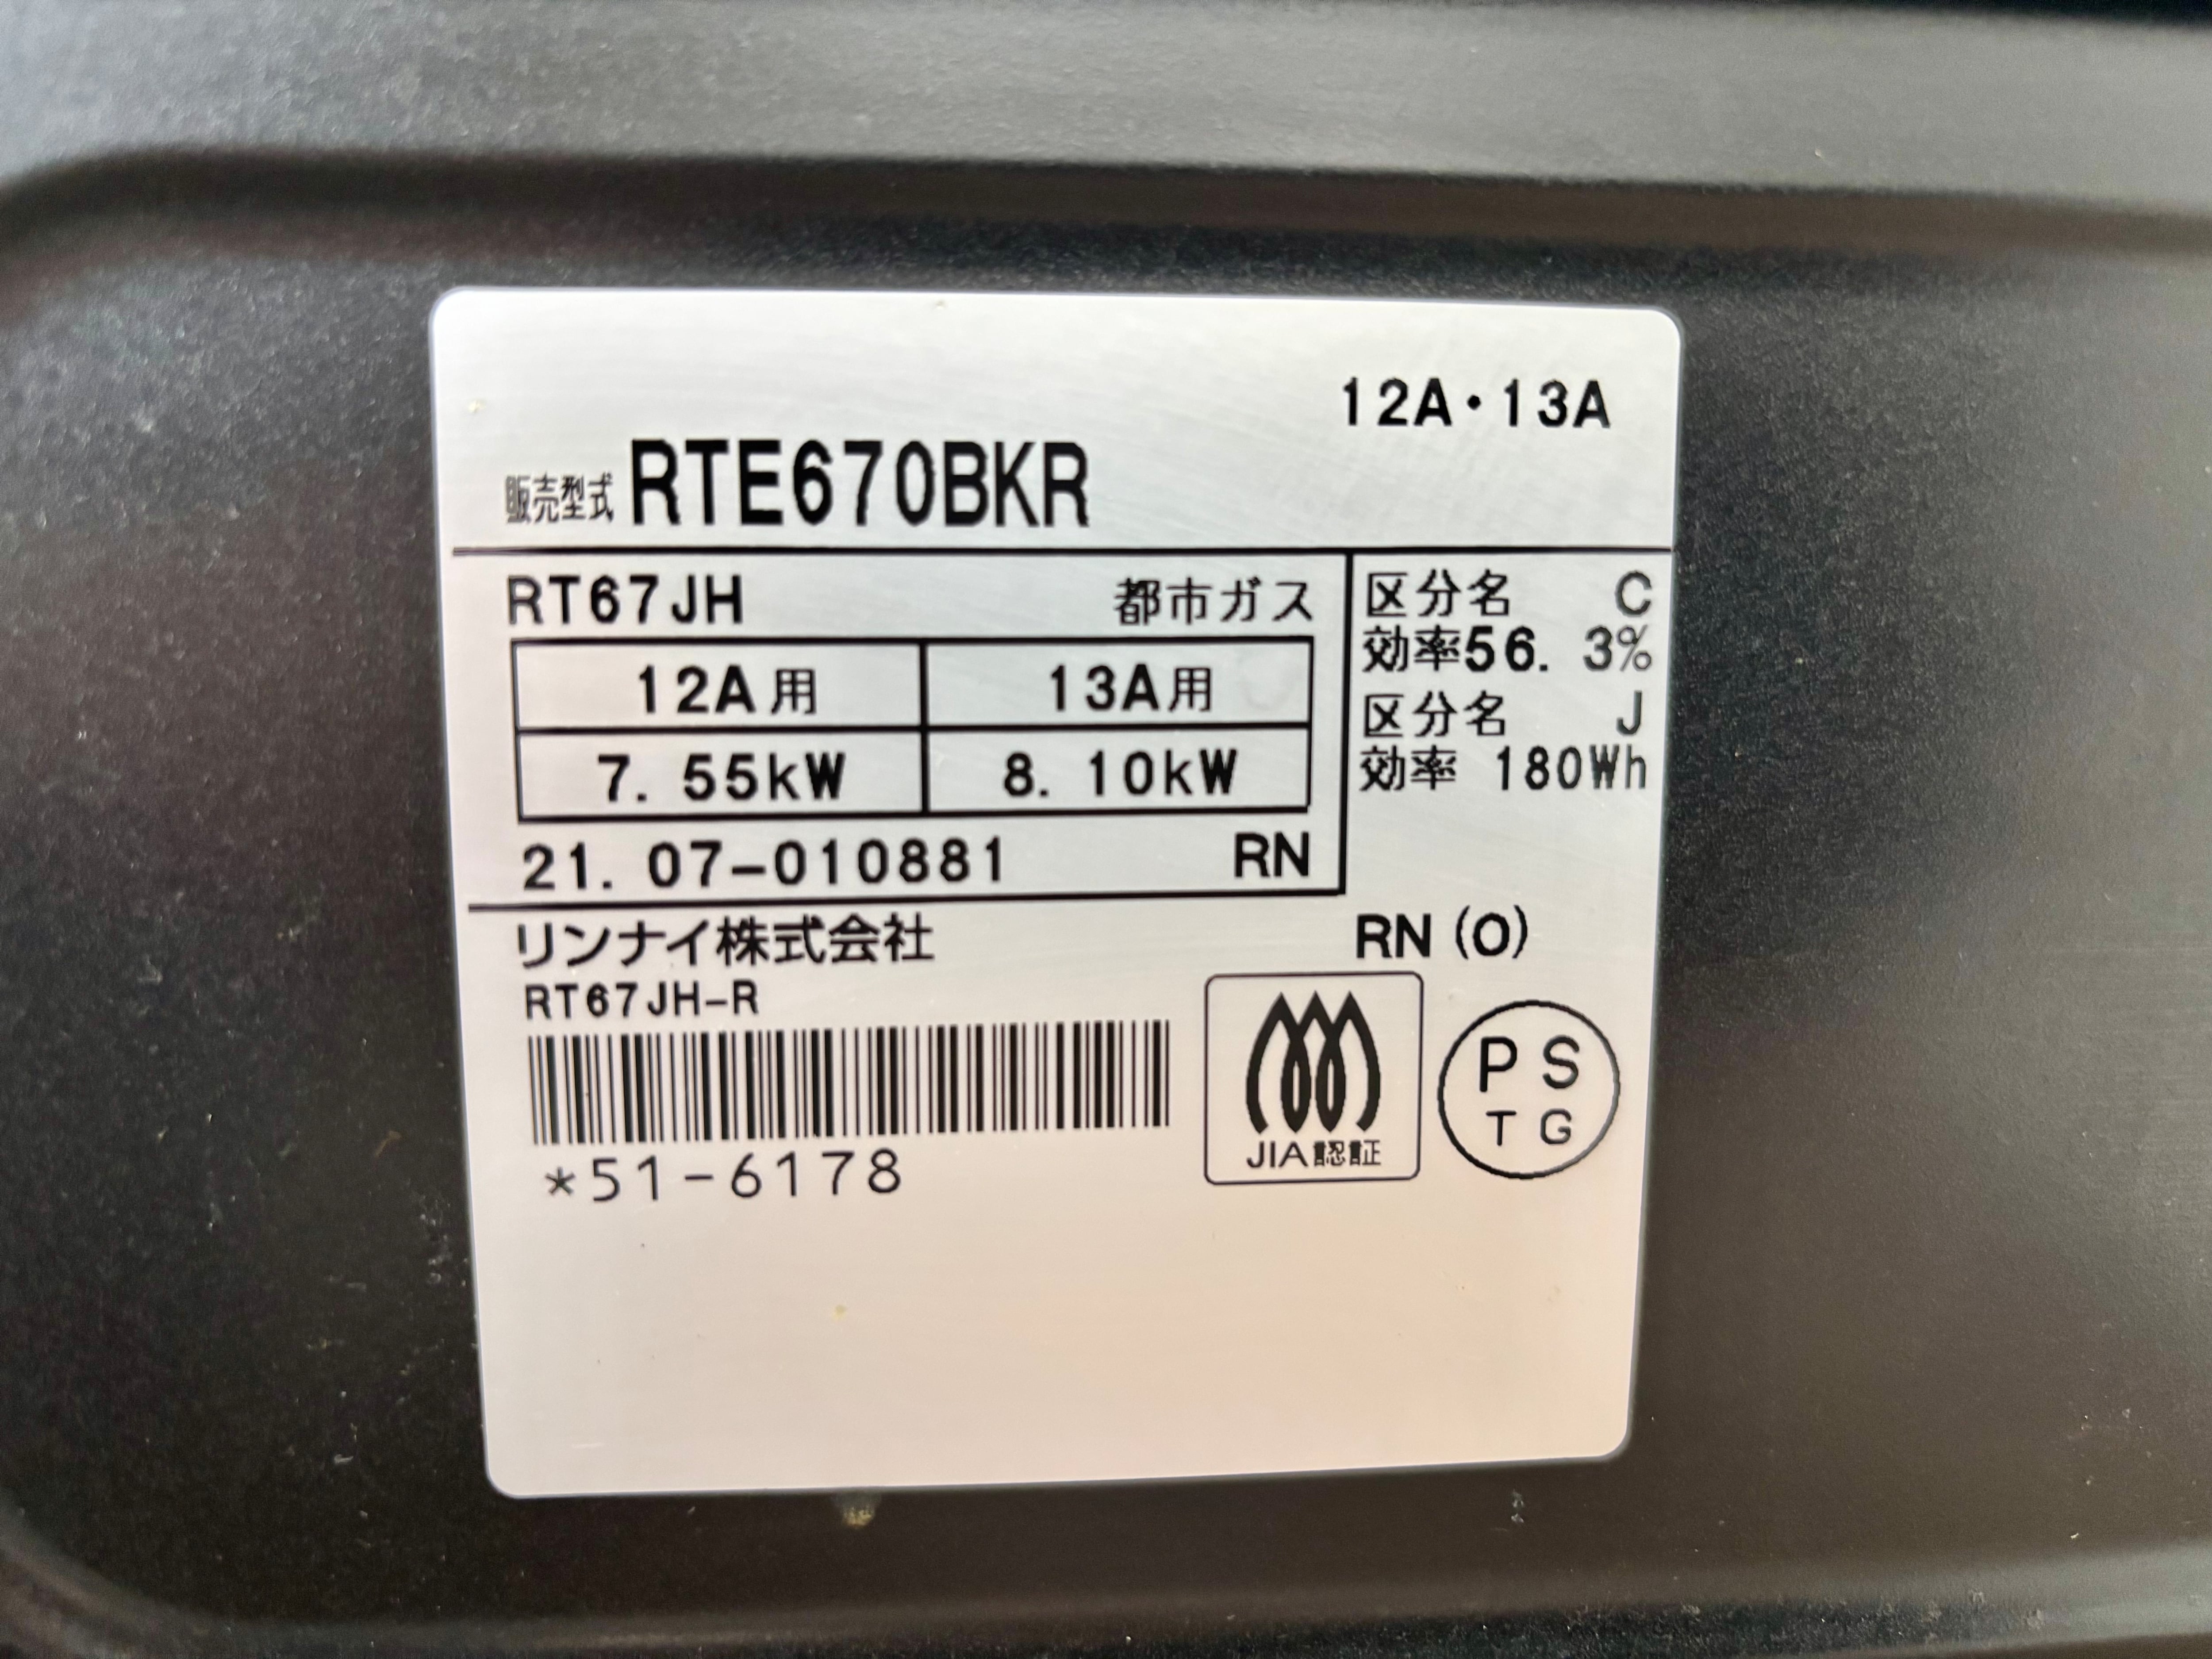 12A・13A
販売型式 RTE670BKR
RT67JH 都市ガス
12A用 13A用
7.55kW 8.10kW
21.07-010881 RN
区分名 C
効率56.3%
区分名 J
効率 180Wh
リンナイ株式会社 RN(O)
RT67JH-R
*51-6178
JIA認証
PS
TG